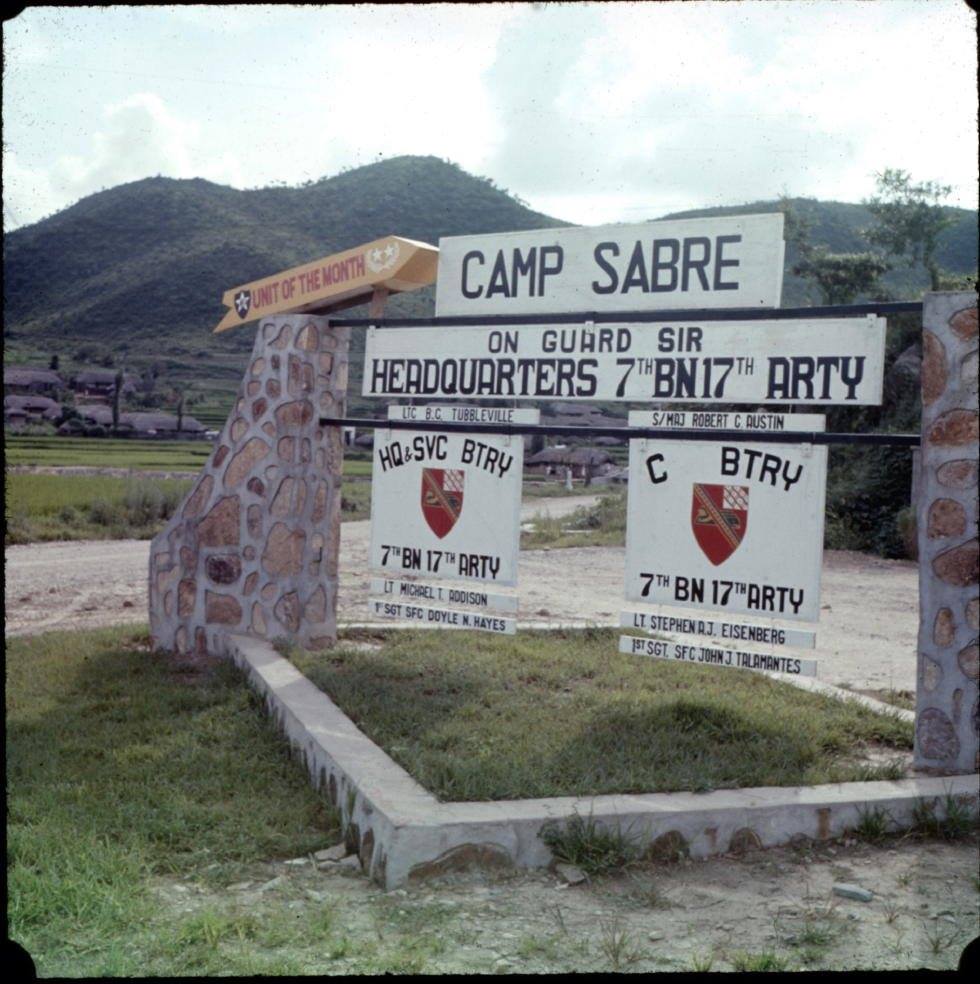 UNIT OF THE MONTH
CAMP SABRE
ON GUARD SIR
HEADQUARTERS 7TH BN 17TH ARTY
LTC B.C. TUBBLEVILLE
HQ & SVC BTRY
7TH BN 17TH ARTY
LT MICHAEL T. ADDISON
1ST SGT SFC DOYLE N. HAYES
S/MAJ ROBERT C. AUSTIN
C BTRY
7TH BN 17TH ARTY
LT STEPHEN A.J. EISENBERG
1ST SGT. SFC JOHN J. TALAMANTES